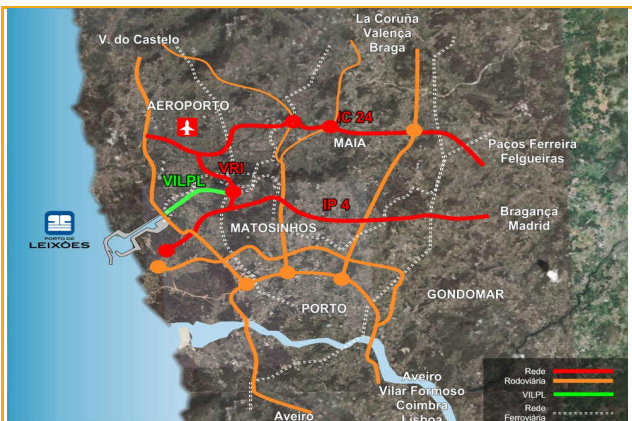 La Coruña
Valença
Braga
V. do Castelo
AEROPORTO
IC 24
MAIA
Paços Ferreira
Felgueiras
VRI
VILPL
IP 4
Bragança
Madrid
PORTO DE
LEIXÕES
MATOSINHOS
GONDOMAR
PORTO
Aveiro
Vilar Formoso
Coimbra
Lisboa
Aveiro
Rede
Rodoviária
VILPL
Rede
Ferroviária